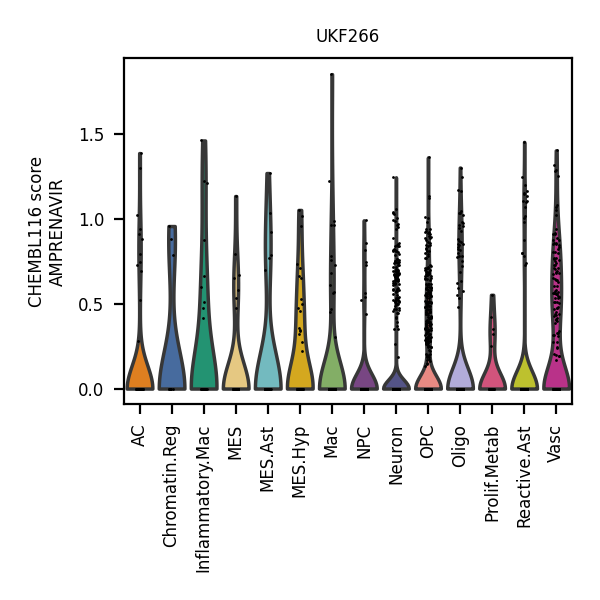 UKF266
CHEMBL116 score
AMPRENAVIR
1.5
1.0
0.5
0.0
AC
Chromatin.Reg
Inflammatory.Mac
MES
MES.Ast
MES.Hyp
Mac
NPC
Neuron
OPC
Oligo
Prolif.Metab
Reactive.Ast
Vasc